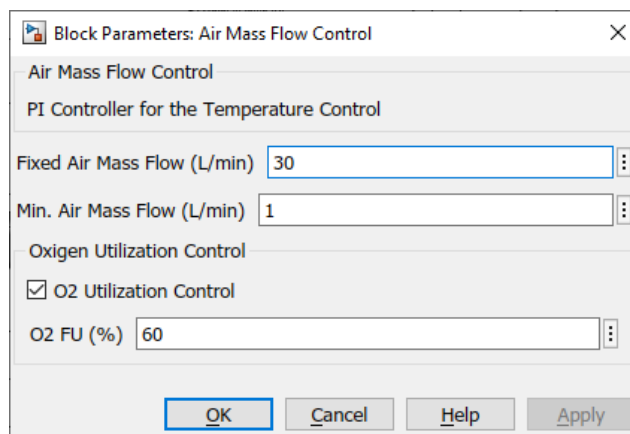 Block Parameters: Air Mass Flow Control
Air Mass Flow Control
PI Controller for the Temperature Control
Fixed Air Mass Flow (L/min) 30
Min. Air Mass Flow (L/min) 1
Oxigen Utilization Control
O2 Utilization Control
O2 FU (%) 60
OK Cancel Help Apply